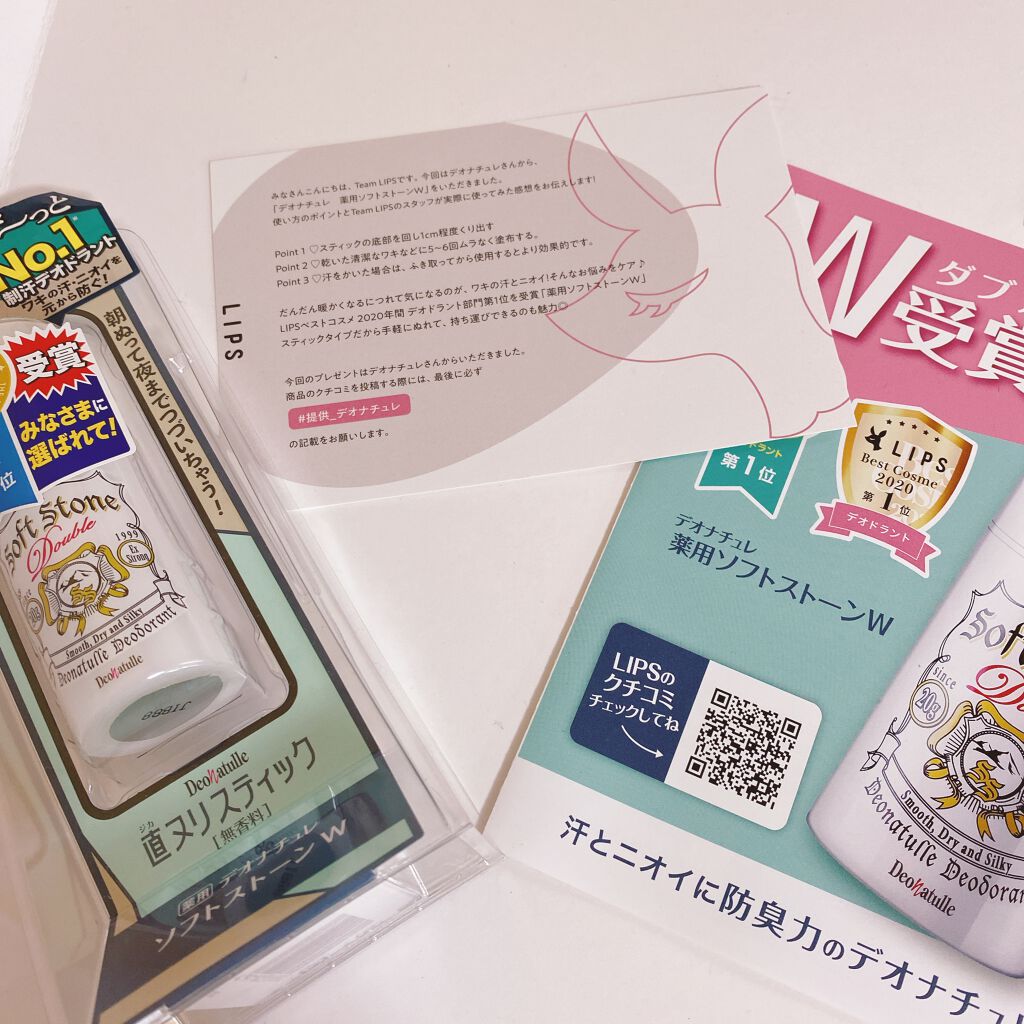 No.1
制汗デオドラント
ワキの汗・ニオイを
元から防ぐ!
朝ぬって夜までつづいちゃう!
受賞
みなさまに
選ばれて!
位
Soft Stone
Double
1999
Ex
Strong
20g
Smooth, Dry and Silky
Deonatulle Deodorant
Deonatulle
Deonatulle
ジカ
直ヌリスティック
[無香料]
薬用 デオナチュレ
ソフトストーンW
LIPS
みなさんこんにちは、Team LIPSです。今回はデオナチュレさんから、
「デオナチュレ 薬用ソフトストーンW」をいただきました。
使い方のポイントとTeam LIPSのスタッフが実際に使ってみた感想をお伝えします!
Point 1 ♡スティックの底部を回し1cm程度くり出す
Point 2 ♡乾いた清潔なワキなどに5~6回ムラなく塗布する。
Point 3 ♡汗をかいた場合は、ふき取ってから使用するとより効果的です。
だんだん暖かくなるにつれて気になるのが、ワキの汗とニオイ!そんなお悩みをケア♪
LIPSベストコスメ 2020年間 デオドラント部門第1位を受賞「薬用ソフトストーンW」
スティックタイプだから手軽にぬれて、持ち運びできるのも魅力◎
今回のプレゼントはデオナチュレさんからいただきました。
商品のクチコミを投稿する際には、最後に必ず
#提供_デオナチュレ
の記載をお願いします。
ダブ
W受賞
第1位
LIPS
Best Cosme
2020
第1位
デオドラント
デオナチュレ
薬用ソフトストーンW
LIPSの
クチコミ
チェックしてね
since
20g
Smooth, Dry and Silky
Deonatulle Deodorant
Deonatulle
汗とニオイに防臭力のデオナチュ